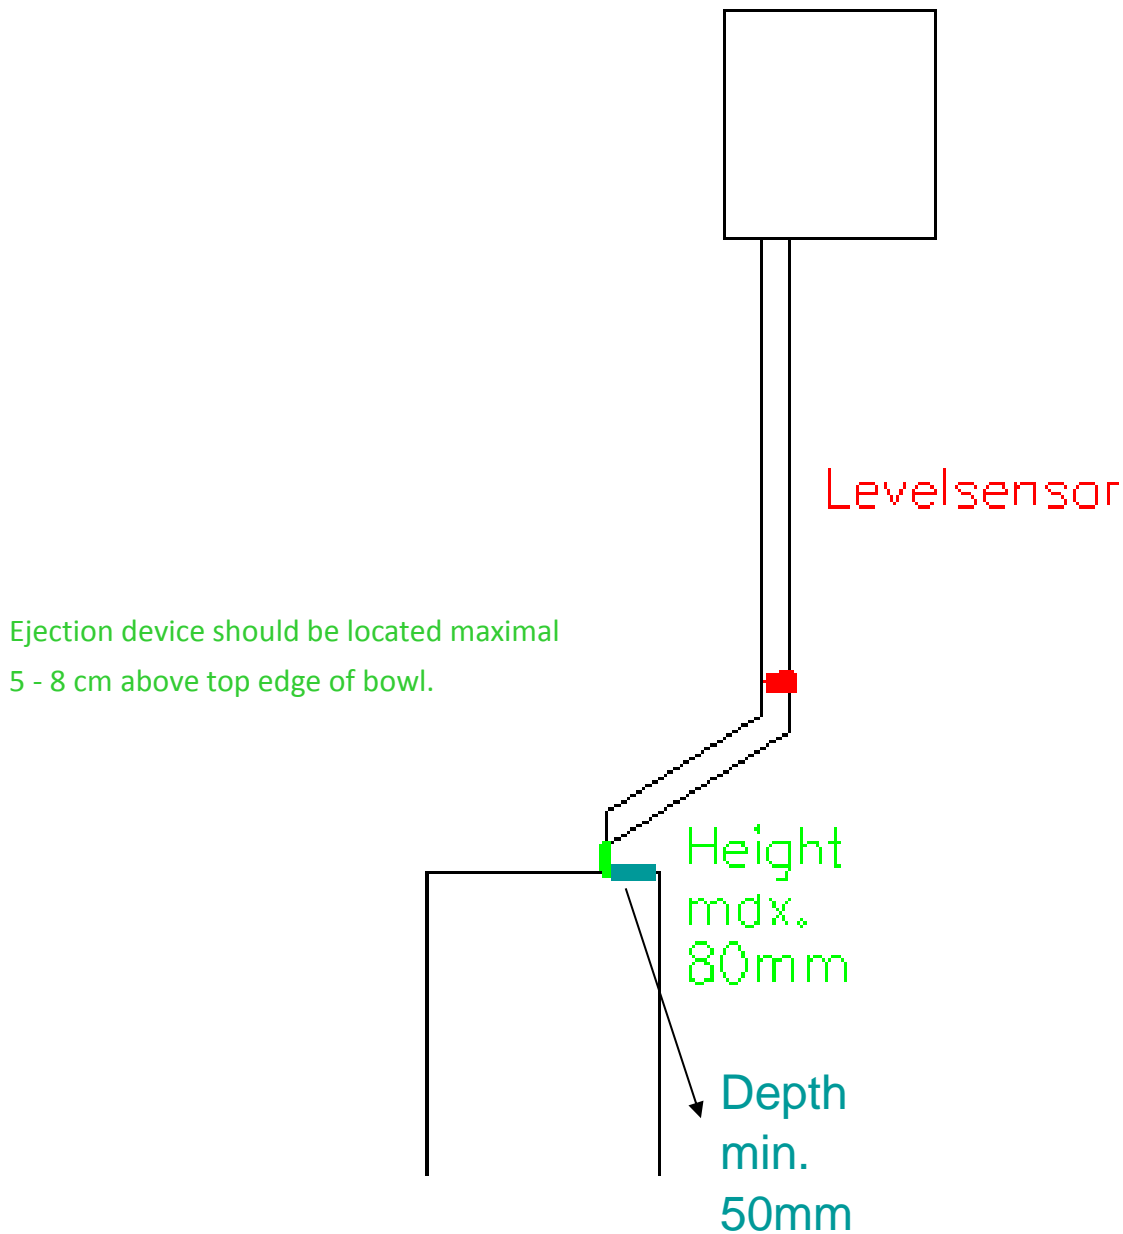 Levelsensor
Ejection device should be located maximal
5 - 8 cm above top edge of bowl.
Height
max.
80mm
Depth
min.
50mm